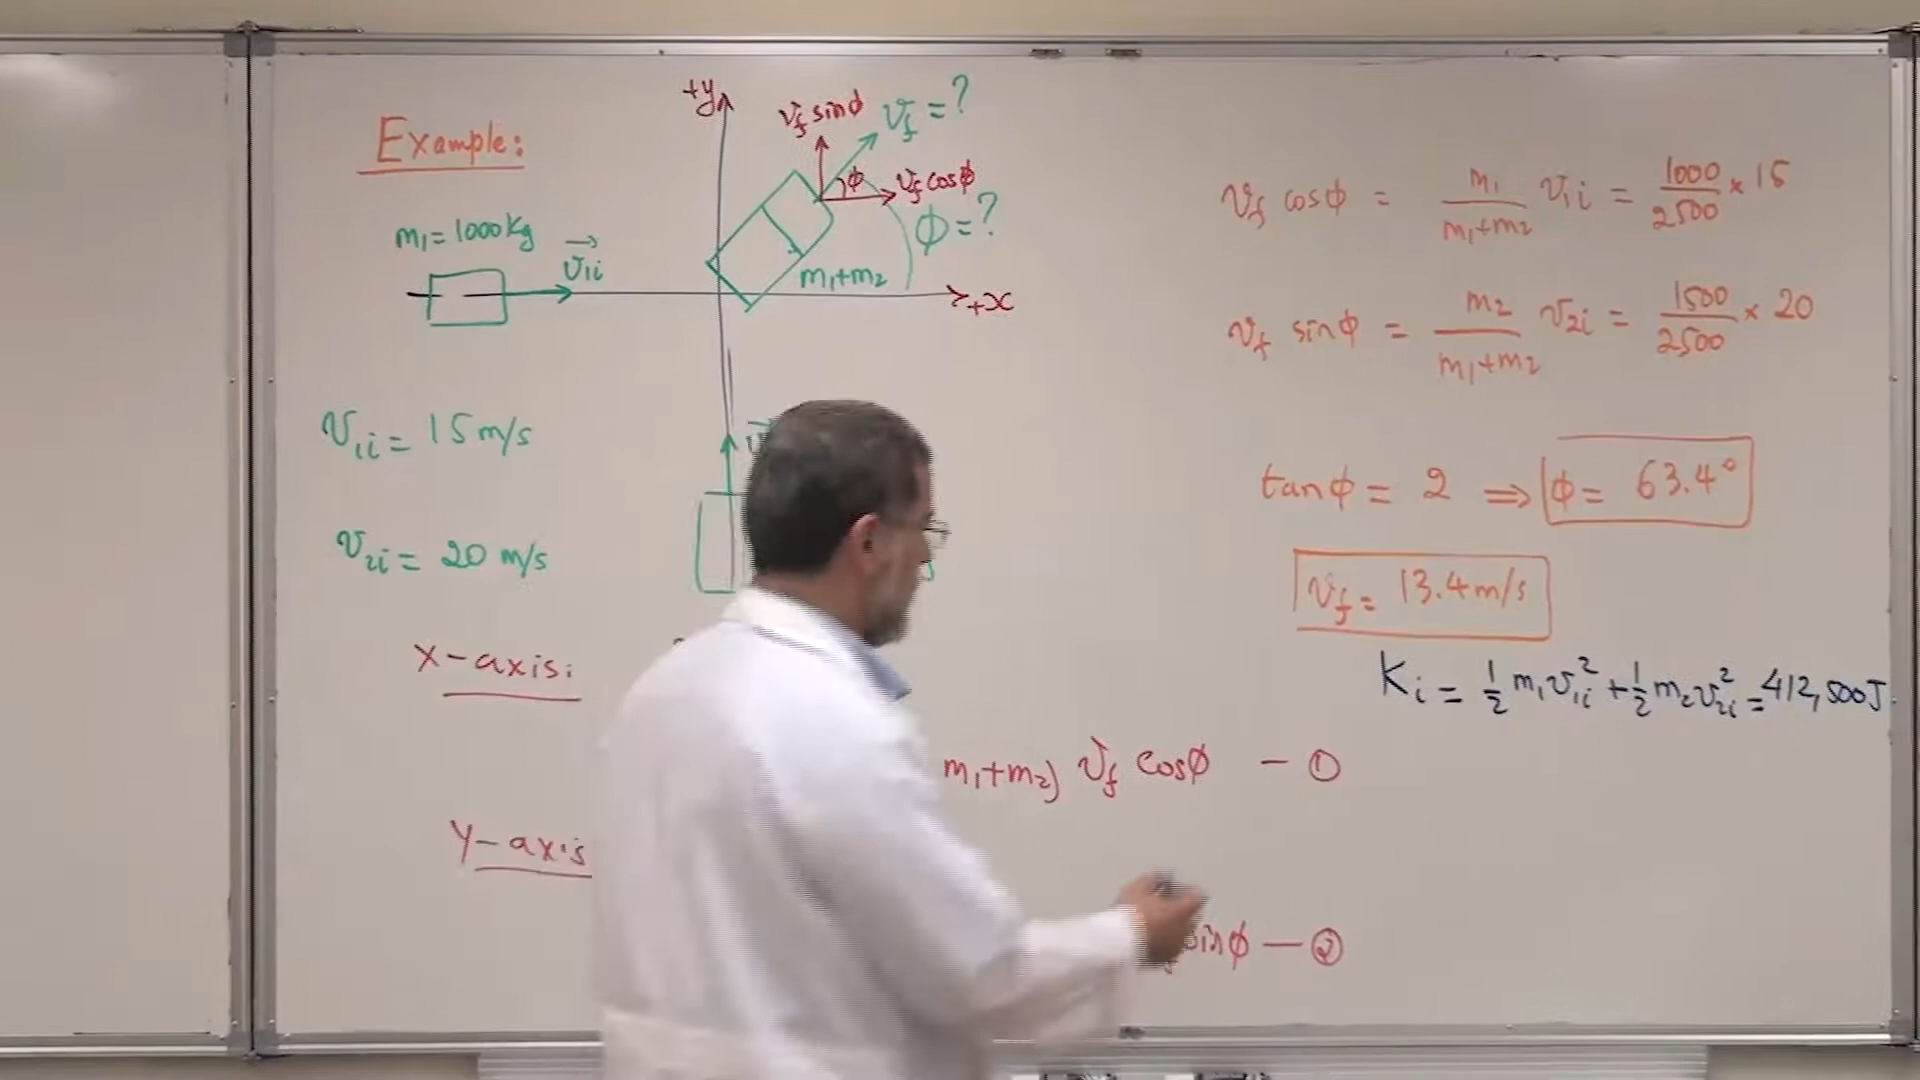 Example:
+y
v_f sinϕ
v_f = ?
ϕ
v_f cosϕ
ϕ = ?
m₁ = 1000 Kg
v⃗₁ᵢ
m₁+m₂
+x
v₁ᵢ = 15 m/s
v₂ᵢ = 20 m/s
x-axis:
m₁+m₂) v_f cosϕ — ①
y-axis
sinϕ — ②
v_f cosϕ = m₁/(m₁+m₂) v₁ᵢ = 1000/2500 × 15
v_f sinϕ = m₂/(m₁+m₂) v₂ᵢ = 1500/2500 × 20
tanϕ = 2 ⇒ ϕ = 63.4°
v_f = 13.4 m/s
Kᵢ = ½ m₁v₁ᵢ² + ½ m₂v₂ᵢ² = 412,500J.